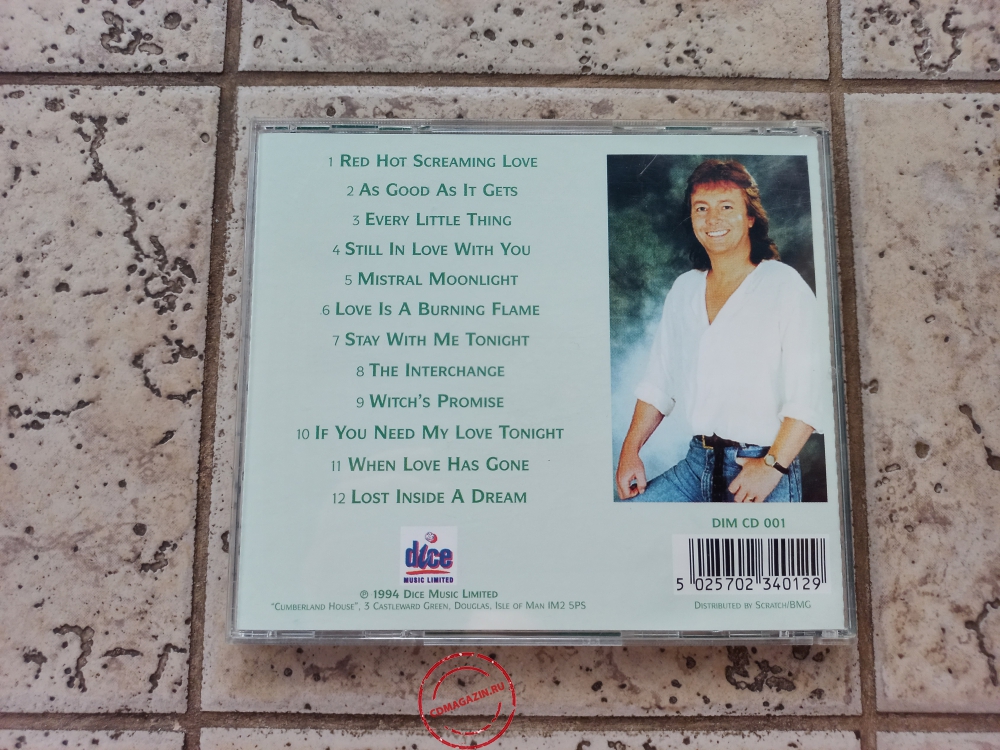 1 RED HOT SCREAMING LOVE
2 AS GOOD AS IT GETS
3 EVERY LITTLE THING
4 STILL IN LOVE WITH YOU
5 MISTRAL MOONLIGHT
6 LOVE IS A BURNING FLAME
7 STAY WITH ME TONIGHT
8 THE INTERCHANGE
9 WITCH'S PROMISE
10 IF YOU NEED MY LOVE TONIGHT
11 WHEN LOVE HAS GONE
12 LOST INSIDE A DREAM
dice
MUSIC LIMITED
℗ 1994 DICE MUSIC LIMITED
"CUMBERLAND HOUSE", 3 CASTLEWARD GREEN, DOUGLAS, ISLE OF MAN IM2 5PS
DIM CD 001
5 025702 340129
DISTRIBUTED BY SCRATCH/BMG
CDMAGAZIN.RU